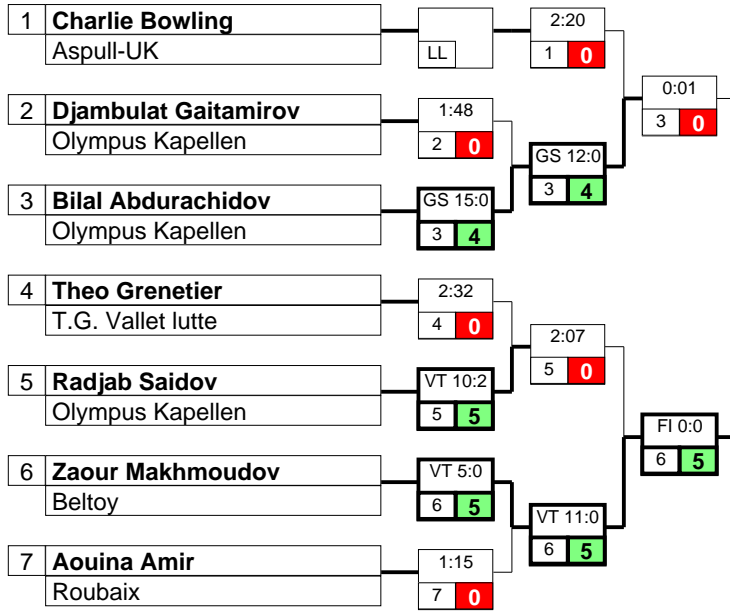 1 Charlie Bowling
Aspull-UK
LL
2:20
1 0
2 Djambulat Gaitamirov
Olympus Kapellen
1:48
2 0
0:01
3 0
3 Bilal Abdurachidov
Olympus Kapellen
GS 15:0
3 4
GS 12:0
3 4
4 Theo Grenetier
T.G. Vallet lutte
2:32
4 0
5 Radjab Saidov
Olympus Kapellen
VT 10:2
5 5
2:07
5 0
6 Zaour Makhmoudov
Beltoy
VT 5:0
6 5
FI 0:0
6 5
7 Aouina Amir
Roubaix
1:15
7 0
VT 11:0
6 5